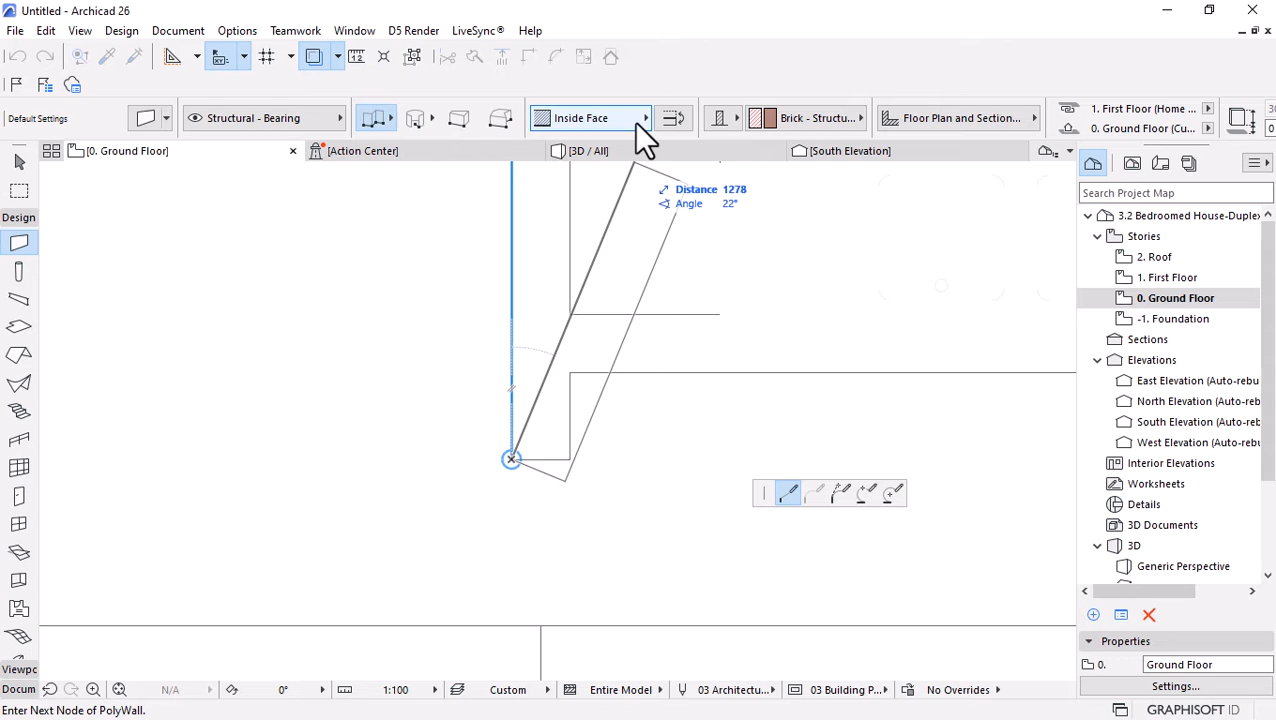 Untitled - Archicad 26
File Edit View Design Document Options Teamwork Window D5 Render LiveSync® Help
Default Settings
Structural - Bearing
Inside Face
Brick - Structu...
Floor Plan and Section...
1. First Floor (Home ...
0. Ground Floor (Cu...
[0. Ground Floor]
[Action Center]
[3D / All]
[South Elevation]
Search Project Map
Design
Distance 1278
Angle 22°
3.2 Bedroomed House-Duplex
Stories
2. Roof
1. First Floor
0. Ground Floor
-1. Foundation
Sections
Elevations
East Elevation (Auto-rebu
North Elevation (Auto-reb
South Elevation (Auto-reb
West Elevation (Auto-rebu
Interior Elevations
Worksheets
Details
3D Documents
3D
Generic Perspective
Properties
0.
Ground Floor
Settings...
Viewpc
Docum
N/A
0°
1:100
Custom
Entire Model
03 Architectu...
03 Building P...
No Overrides
Enter Next Node of PolyWall.
GRAPHISOFT ID